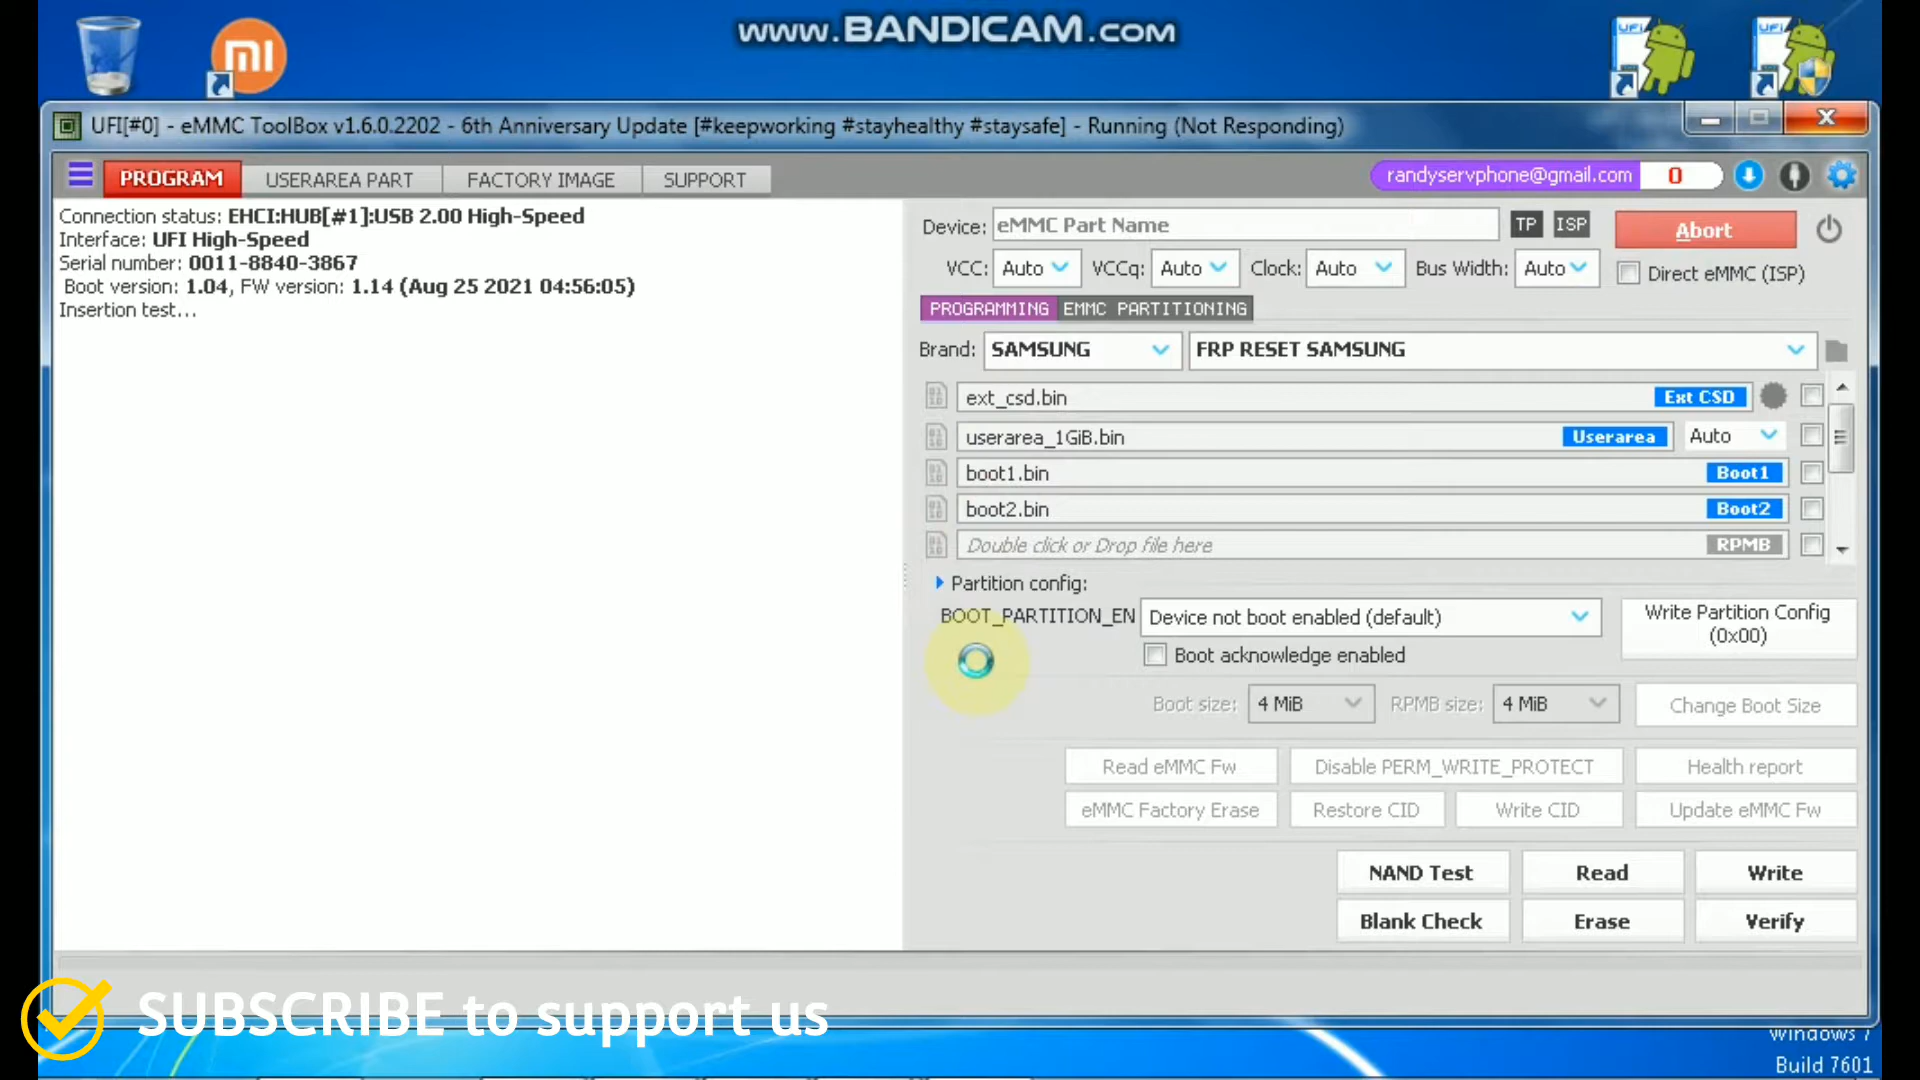 www.BANDICAM.com
UFI
UFI
UFI[#0] - eMMC ToolBox v1.6.0.2202 - 6th Anniversary Update [#keepworking #stayhealthy #staysafe] - Running (Not Responding)
PROGRAM USERAREA PART FACTORY IMAGE SUPPORT randyservphone@gmail.com 0
Connection status: EHCI:HUB[#1]:USB 2.00 High-Speed
Interface: UFI High-Speed
Serial number: 0011-8840-3867
Boot version: 1.04, FW version: 1.14 (Aug 25 2021 04:56:05)
Insertion test...
Device: eMMC Part Name TP ISP Abort
VCC: Auto VCCq: Auto Clock: Auto Bus Width: Auto Direct eMMC (ISP)
PROGRAMMING EMMC PARTITIONING
Brand: SAMSUNG FRP RESET SAMSUNG
ext_csd.bin Ext CSD
userarea_1GiB.bin Userarea Auto
boot1.bin Boot1
boot2.bin Boot2
Double click or Drop file here RPMB
Partition config:
BOOT_PARTITION_EN Device not boot enabled (default) Write Partition Config (0x00)
Boot acknowledge enabled
Boot size: 4 MiB RPMB size: 4 MiB Change Boot Size
Read eMMC Fw Disable PERM_WRITE_PROTECT Health report
eMMC Factory Erase Restore CID Write CID Update eMMC Fw
NAND Test Read Write
Blank Check Erase Verify
SUBSCRIBE to support us
Windows 7
Build 7601